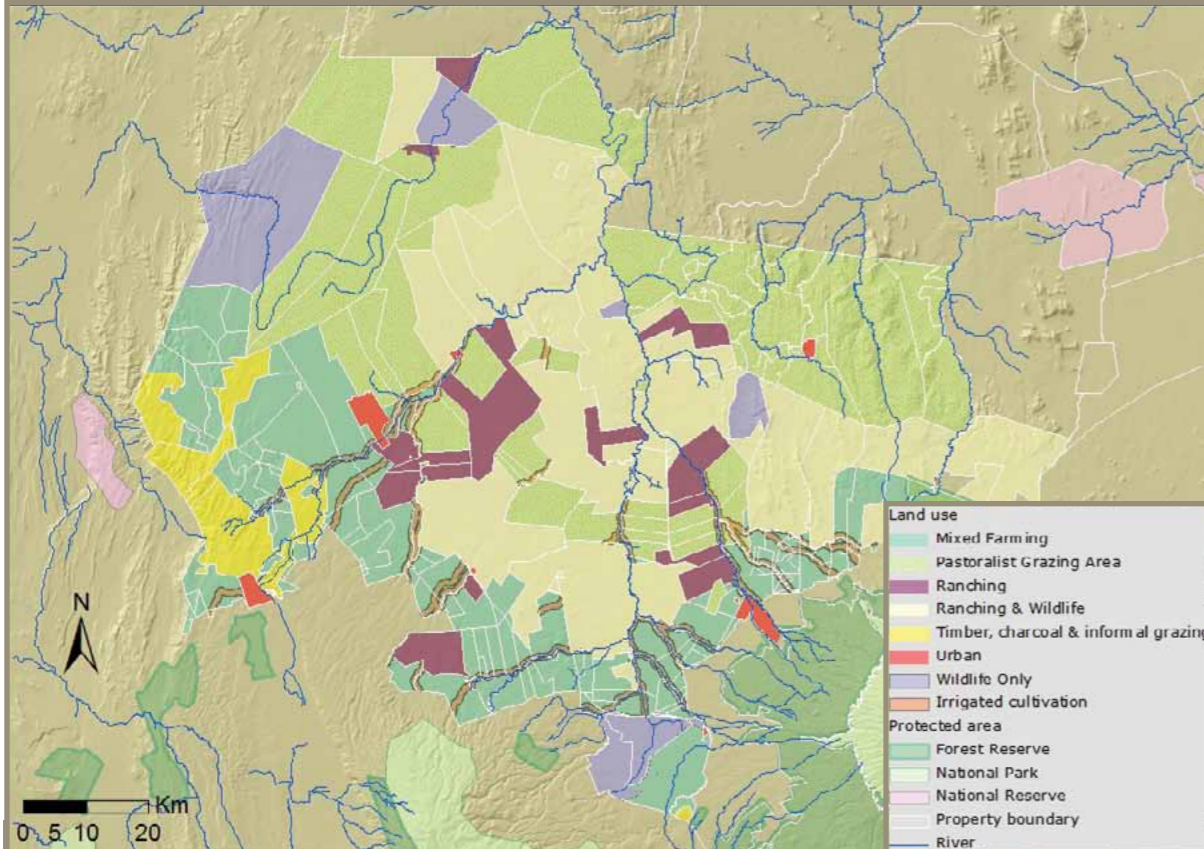 N
Km
0 5 10 20
Land use
Mixed Farming
Pastoralist Grazing Area
Ranching
Ranching & Wildlife
Timber, charcoal & informal grazing
Urban
Wildlife Only
Irrigated cultivation
Protected area
Forest Reserve
National Park
National Reserve
Property boundary
River